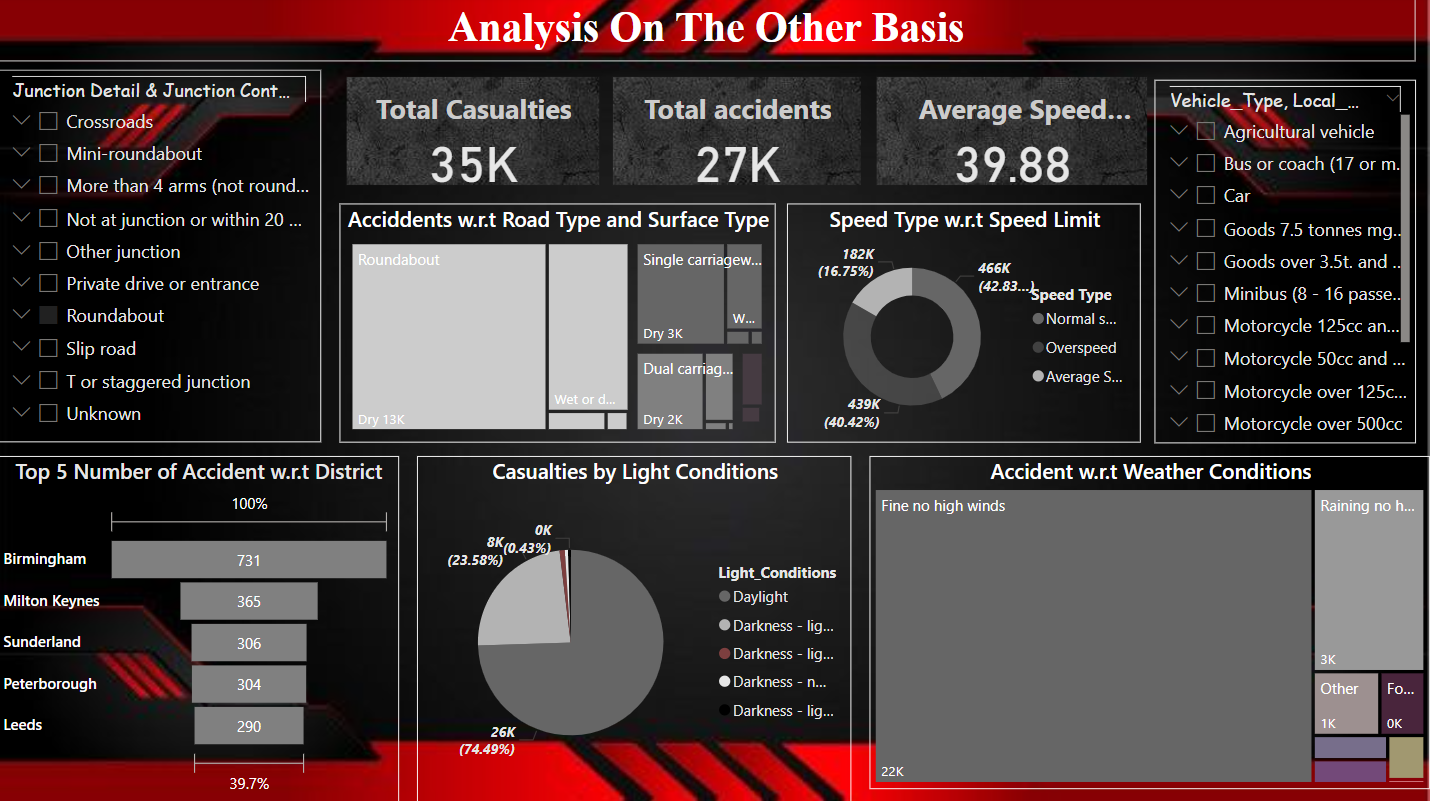 Analysis On The Other Basis
Junction Detail & Junction Cont...
Crossroads
Mini-roundabout
More than 4 arms (not round...
Not at junction or within 20 ...
Other junction
Private drive or entrance
Roundabout
Slip road
T or staggered junction
Unknown
Total Casualties
35K
Total accidents
27K
Average Speed...
39.88
Vehicle_Type, Local_...
Agricultural vehicle
Bus or coach (17 or m...
Car
Goods 7.5 tonnes mg...
Goods over 3.5t. and ...
Minibus (8 - 16 passe...
Motorcycle 125cc an...
Motorcycle 50cc and ...
Motorcycle over 125c...
Motorcycle over 500cc
Acciddents w.r.t Road Type and Surface Type
Roundabout
Dry 13K
Wet or d...
Single carriagew...
Dry 3K
W...
Dual carriag...
Dry 2K
Speed Type w.r.t Speed Limit
182K
(16.75%)
466K
(42.83...)
439K
(40.42%)
Speed Type
Normal s...
Overspeed
Average S...
Top 5 Number of Accident w.r.t District
100%
Birmingham 731
Milton Keynes 365
Sunderland 306
Peterborough 304
Leeds 290
39.7%
Casualties by Light Conditions
0K
(0.43%)
8K
(23.58%)
26K
(74.49%)
Light_Conditions
Daylight
Darkness - lig...
Darkness - lig...
Darkness - n...
Darkness - lig...
Accident w.r.t Weather Conditions
Fine no high winds
22K
Raining no h...
3K
Other
1K
Fo...
0K